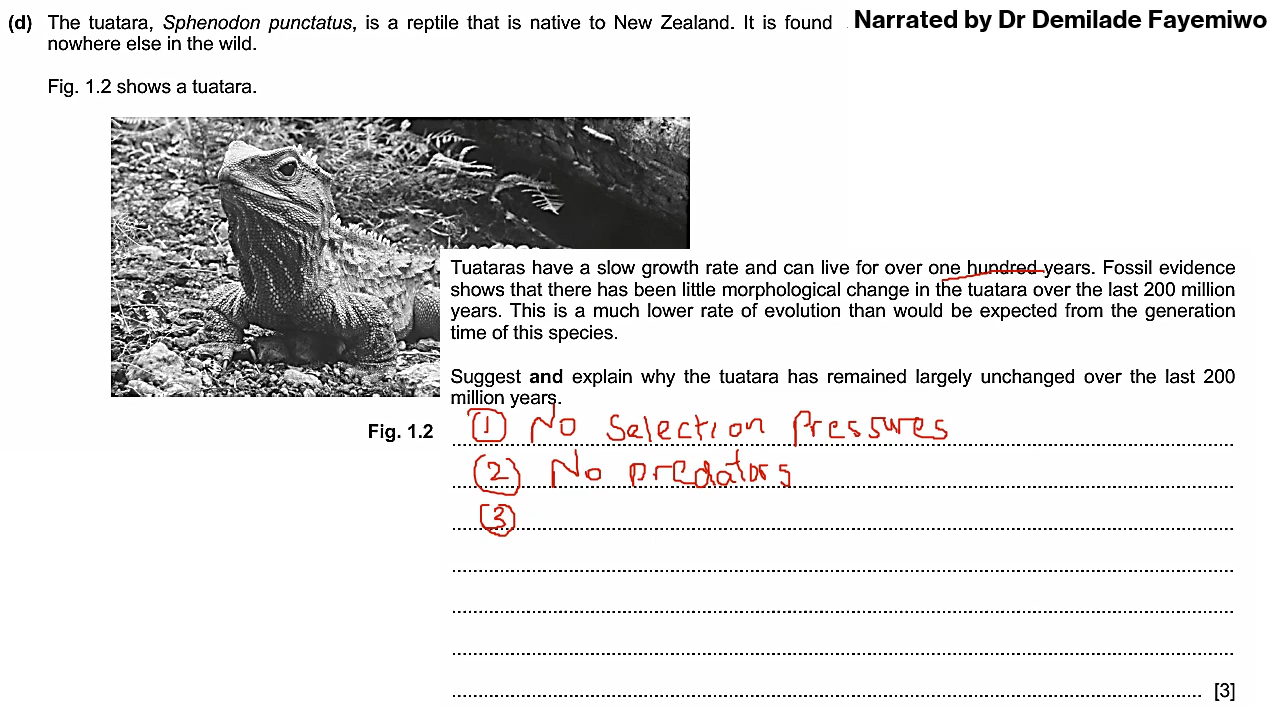 (d) The tuatara, Sphenodon punctatus, is a reptile that is native to New Zealand. It is found
nowhere else in the wild.
Narrated by Dr Demilade Fayemiwo
Fig. 1.2 shows a tuatara.
Tuataras have a slow growth rate and can live for over one hundred years. Fossil evidence
shows that there has been little morphological change in the tuatara over the last 200 million
years. This is a much lower rate of evolution than would be expected from the generation
time of this species.
Suggest and explain why the tuatara has remained largely unchanged over the last 200
million years.
Fig. 1.2
(1) No Selection Pressures
(2) No predators
(3)
[3]